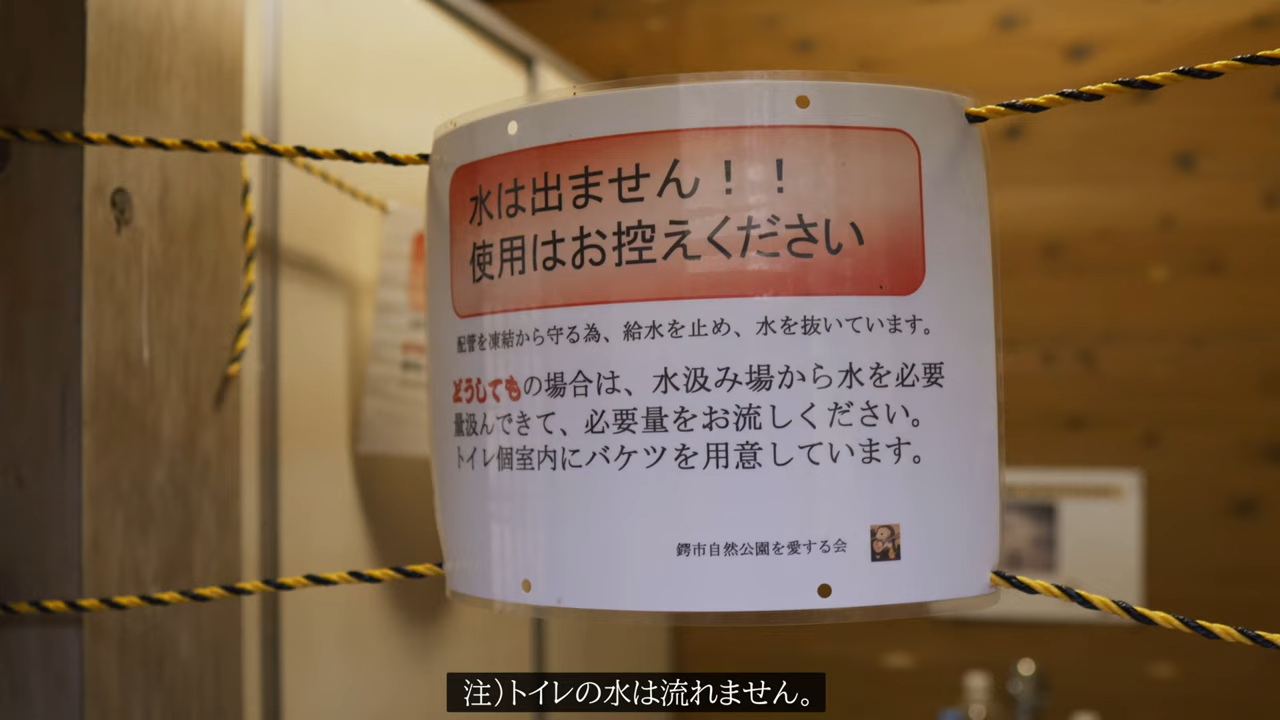 水は出ません！！
使用はお控えください
配管を凍結から守る為、給水を止め、水を抜いています。
どうしてもの場合は、水汲み場から水を必要
量汲んできて、必要量をお流しください。
トイレ個室内にバケツを用意しています。
鍔市自然公園を愛する会
注）トイレの水は流れません。